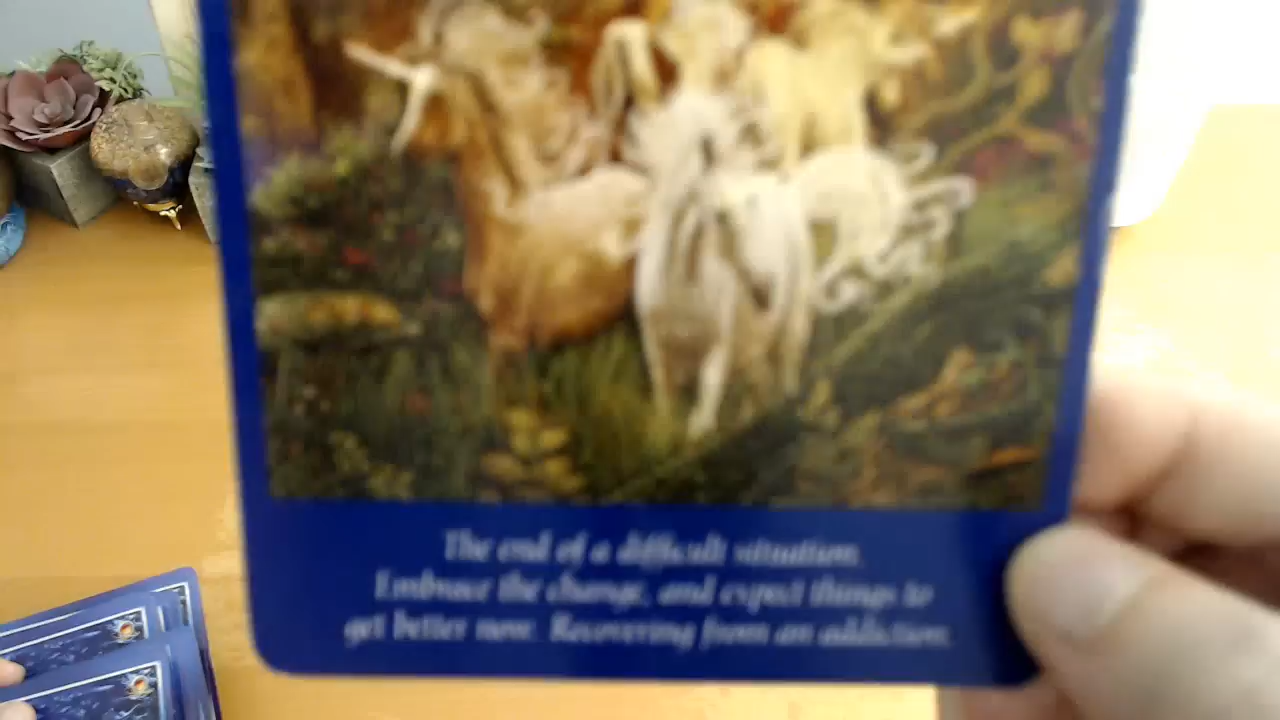 The end of a difficult situation.
Embrace the change, and expect things to
get better now. Recovering from an addiction.